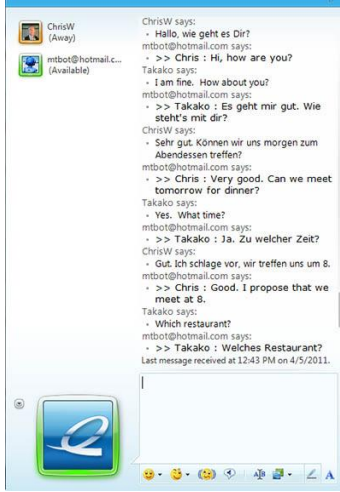 ChrisW
(Away)
mtbot@hotmail.c...
(Available)
ChrisW says:
Hallo, wie geht es Dir?
mtbot@hotmail.com says:
>> Chris : Hi, how are you?
Takako says:
I am fine. How about you?
mtbot@hotmail.com says:
>> Takako : Es geht mir gut. Wie
steht's mit dir?
ChrisW says:
Sehr gut. Können wir uns morgen zum
Abendessen treffen?
mtbot@hotmail.com says:
>> Chris : Very good. Can we meet
tomorrow for dinner?
Takako says:
Yes. What time?
mtbot@hotmail.com says:
>> Takako : Ja. Zu welcher Zeit?
ChrisW says:
Gut. Ich schlage vor, wir treffen uns um 8.
mtbot@hotmail.com says:
>> Chris : Good. I propose that we
meet at 8.
Takako says:
Which restaurant?
mtbot@hotmail.com says:
>> Takako : Welches Restaurant?
Last message received at 12:43 PM on 4/5/2011.